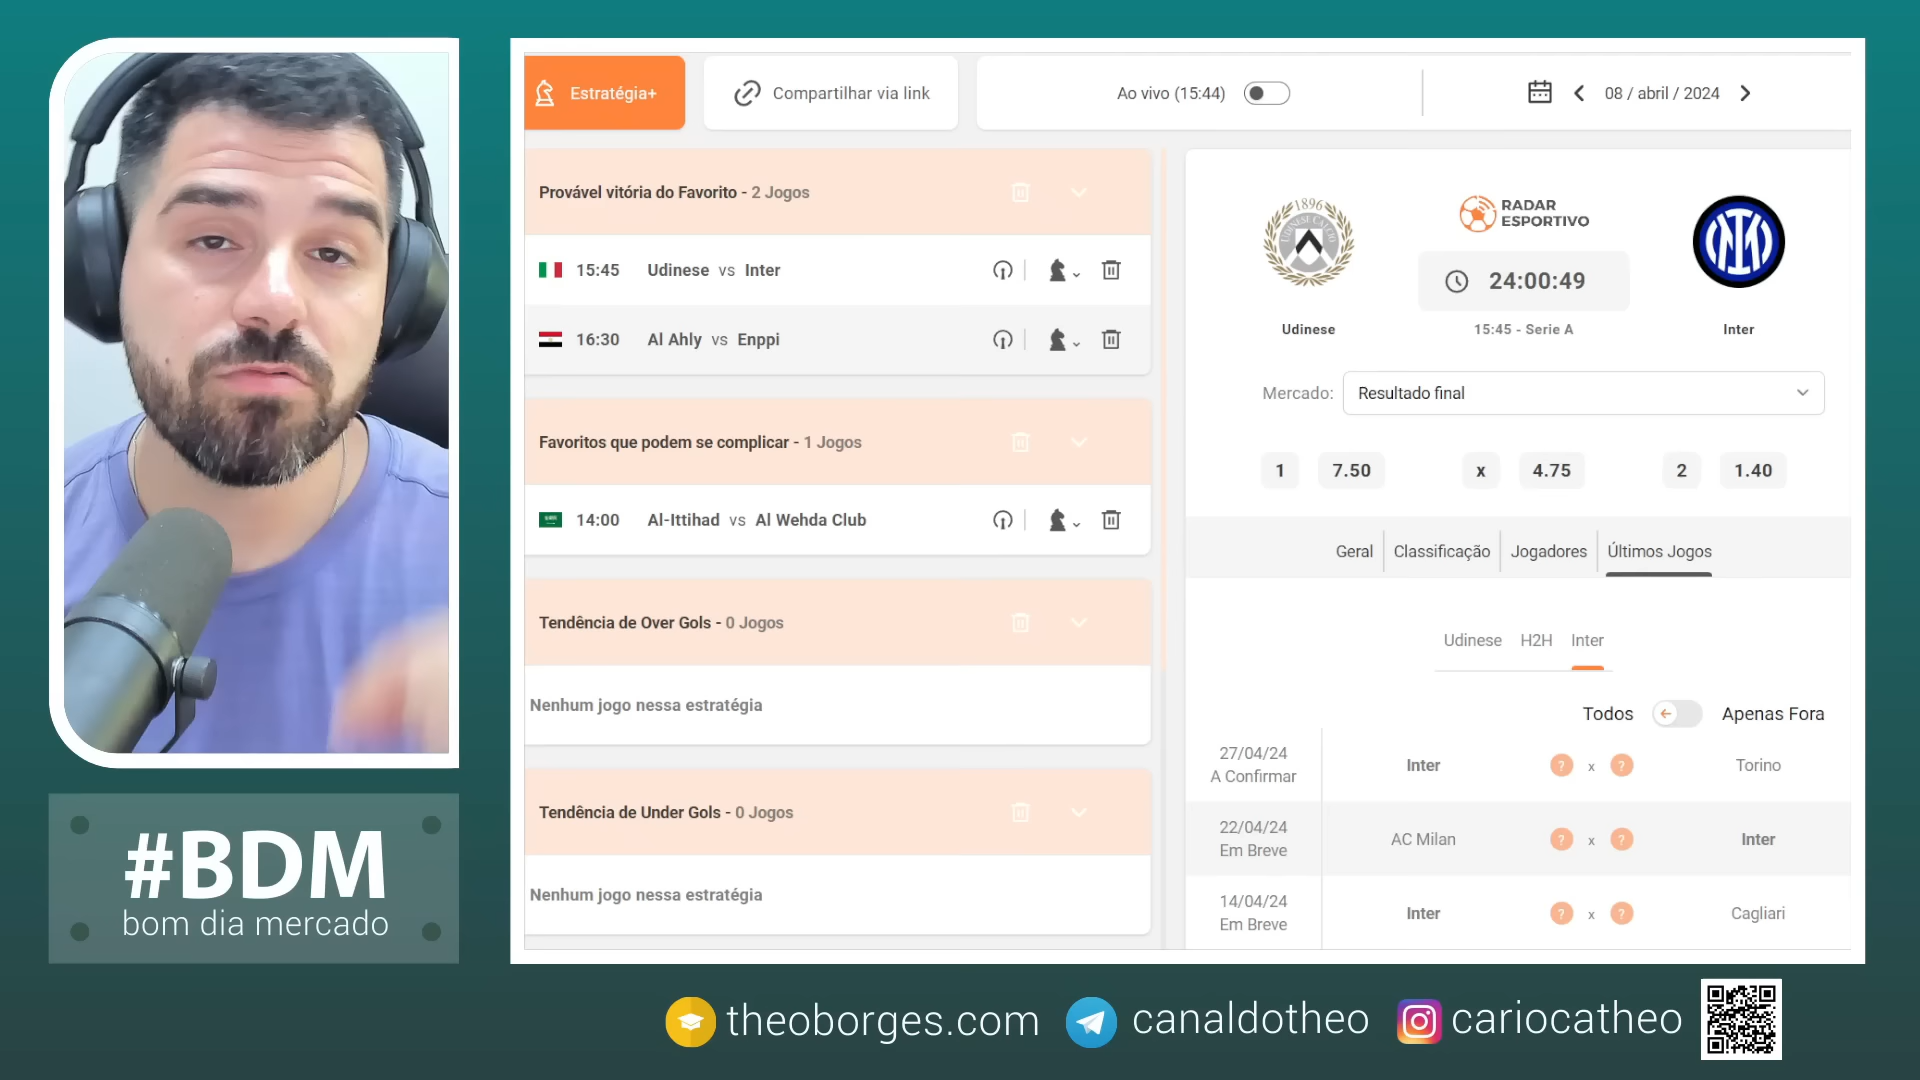 Estratégia+
Compartilhar via link
Ao vivo (15:44)
08 / abril / 2024
Provável vitória do Favorito - 2 Jogos
15:45 Udinese vs Inter
16:30 Al Ahly vs Enppi
Favoritos que podem se complicar - 1 Jogos
14:00 Al-Ittihad vs Al Wehda Club
Tendência de Over Gols - 0 Jogos
Nenhum jogo nessa estratégia
Tendência de Under Gols - 0 Jogos
Nenhum jogo nessa estratégia
1896
UDINESE CALCIO
RADAR
ESPORTIVO
24:00:49
Udinese
15:45 - Serie A
Inter
Mercado: Resultado final
1 7.50 x 4.75 2 1.40
Geral Classificação Jogadores Últimos Jogos
Udinese H2H Inter
Todos Apenas Fora
27/04/24
A Confirmar
Inter ? x ? Torino
22/04/24
Em Breve
AC Milan ? x ? Inter
14/04/24
Em Breve
Inter ? x ? Cagliari
#BDM
bom dia mercado
theoborges.com
canaldotheo
cariocatheo